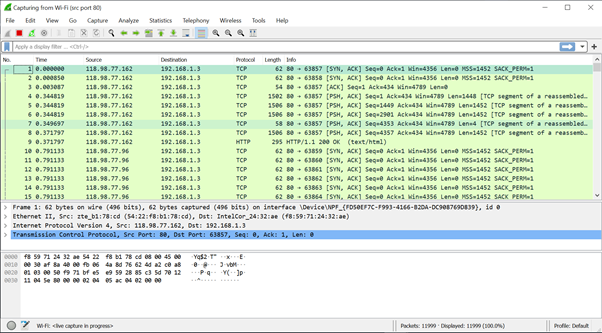 Capturing from Wi-Fi (src port 80)
File Edit View Go Capture Analyze Statistics Telephony Wireless Tools Help
Apply a display filter ... <Ctrl-/>
No. Time Source Destination Protocol Length Info
1 0.000000 118.98.77.162 192.168.1.3 TCP 62 80 → 63857 [SYN, ACK] Seq=0 Ack=1 Win=4356 Len=0 MSS=1452 SACK_PERM=1
2 0.000850 118.98.77.162 192.168.1.3 TCP 62 80 → 63858 [SYN, ACK] Seq=0 Ack=1 Win=4356 Len=0 MSS=1452 SACK_PERM=1
3 0.003087 118.98.77.162 192.168.1.3 TCP 54 80 → 63857 [ACK] Seq=1 Ack=434 Win=4789 Len=0
4 0.344819 118.98.77.162 192.168.1.3 TCP 1502 80 → 63857 [PSH, ACK] Seq=1 Ack=434 Win=4789 Len=1448 [TCP segment of a reassembled…
5 0.344819 118.98.77.162 192.168.1.3 TCP 1506 80 → 63857 [PSH, ACK] Seq=1449 Ack=434 Win=4789 Len=1452 [TCP segment of a reassemb…
6 0.344819 118.98.77.162 192.168.1.3 TCP 1506 80 → 63857 [PSH, ACK] Seq=2901 Ack=434 Win=4789 Len=1452 [TCP segment of a reassemb…
7 0.349697 118.98.77.162 192.168.1.3 TCP 58 80 → 63857 [PSH, ACK] Seq=4353 Ack=434 Win=4789 Len=4 [TCP segment of a reassemble…
8 0.371797 118.98.77.162 192.168.1.3 TCP 1506 80 → 63857 [PSH, ACK] Seq=4357 Ack=434 Win=4789 Len=1452 [TCP segment of a reassemb…
9 0.371797 118.98.77.162 192.168.1.3 HTTP 295 HTTP/1.1 200 OK (text/html)
10 0.791133 118.98.77.96 192.168.1.3 TCP 62 80 → 63859 [SYN, ACK] Seq=0 Ack=1 Win=4356 Len=0 MSS=1452 SACK_PERM=1
11 0.791133 118.98.77.96 192.168.1.3 TCP 62 80 → 63860 [SYN, ACK] Seq=0 Ack=1 Win=4356 Len=0 MSS=1452 SACK_PERM=1
12 0.791133 118.98.77.96 192.168.1.3 TCP 62 80 → 63861 [SYN, ACK] Seq=0 Ack=1 Win=4356 Len=0 MSS=1452 SACK_PERM=1
13 0.791133 118.98.77.96 192.168.1.3 TCP 62 80 → 63862 [SYN, ACK] Seq=0 Ack=1 Win=4356 Len=0 MSS=1452 SACK_PERM=1
14 0.791133 118.98.77.96 192.168.1.3 TCP 62 80 → 63863 [SYN, ACK] Seq=0 Ack=1 Win=4356 Len=0 MSS=1452 SACK_PERM=1
15 0.791133 118.98.77.96 192.168.1.3 TCP 62 80 → 63864 [SYN, ACK] Seq=0 Ack=1 Win=4356 Len=0 MSS=1452 SACK_PERM=1
Frame 1: 62 bytes on wire (496 bits), 62 bytes captured (496 bits) on interface \Device\NPF_{FD50EF7C-F993-4166-B2DA-DC908769D839}, id 0
Ethernet II, Src: zte_b1:78:cd (54:22:f8:b1:78:cd), Dst: IntelCor_24:32:ae (f8:59:71:24:32:ae)
Internet Protocol Version 4, Src: 118.98.77.162, Dst: 192.168.1.3
Transmission Control Protocol, Src Port: 80, Dst Port: 63857, Seq: 0, Ack: 1, Len: 0
0000 f8 59 71 24 32 ae 54 22 f8 b1 78 cd 08 00 45 00
0010 00 30 af 8a 40 00 fb 06 4a 8d 76 62 4d a2 c0 a8
0020 01 03 00 50 f9 71 bf e5 e9 59 28 85 c3 5d 70 12
0030 11 04 5e 80 00 00 02 04 05 ac 04 02 00 00
Wi-Fi: <live capture in progress>
Packets: 11999 · Displayed: 11999 (100.0%)
Profile: Default